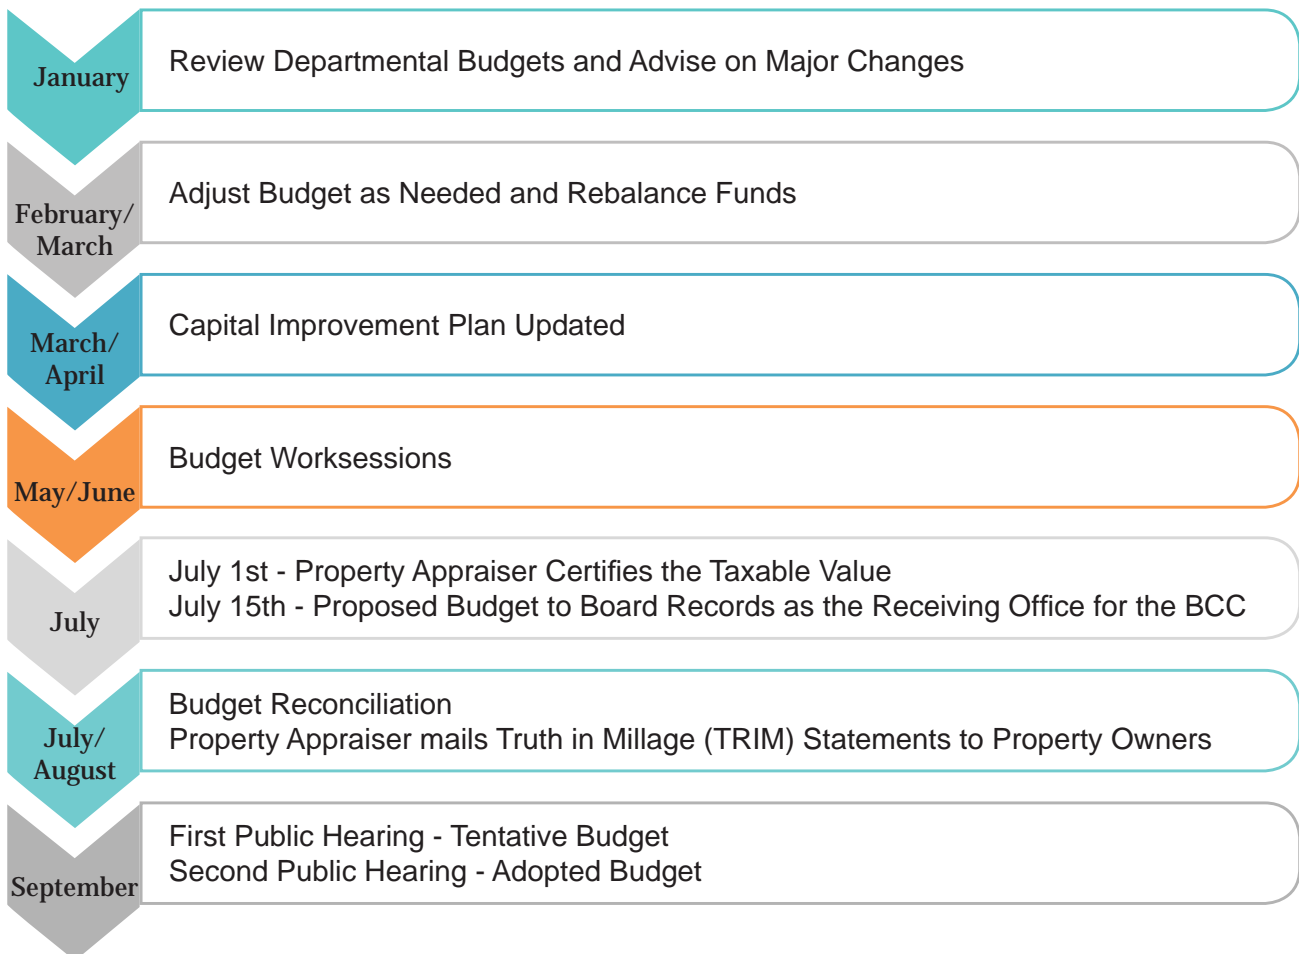 January
Review Departmental Budgets and Advise on Major Changes
February/
March
Adjust Budget as Needed and Rebalance Funds
March/
April
Capital Improvement Plan Updated
May/June
Budget Worksessions
July
July 1st - Property Appraiser Certifies the Taxable Value
July 15th - Proposed Budget to Board Records as the Receiving Office for the BCC
July/
August
Budget Reconciliation
Property Appraiser mails Truth in Millage (TRIM) Statements to Property Owners
September
First Public Hearing - Tentative Budget
Second Public Hearing - Adopted Budget